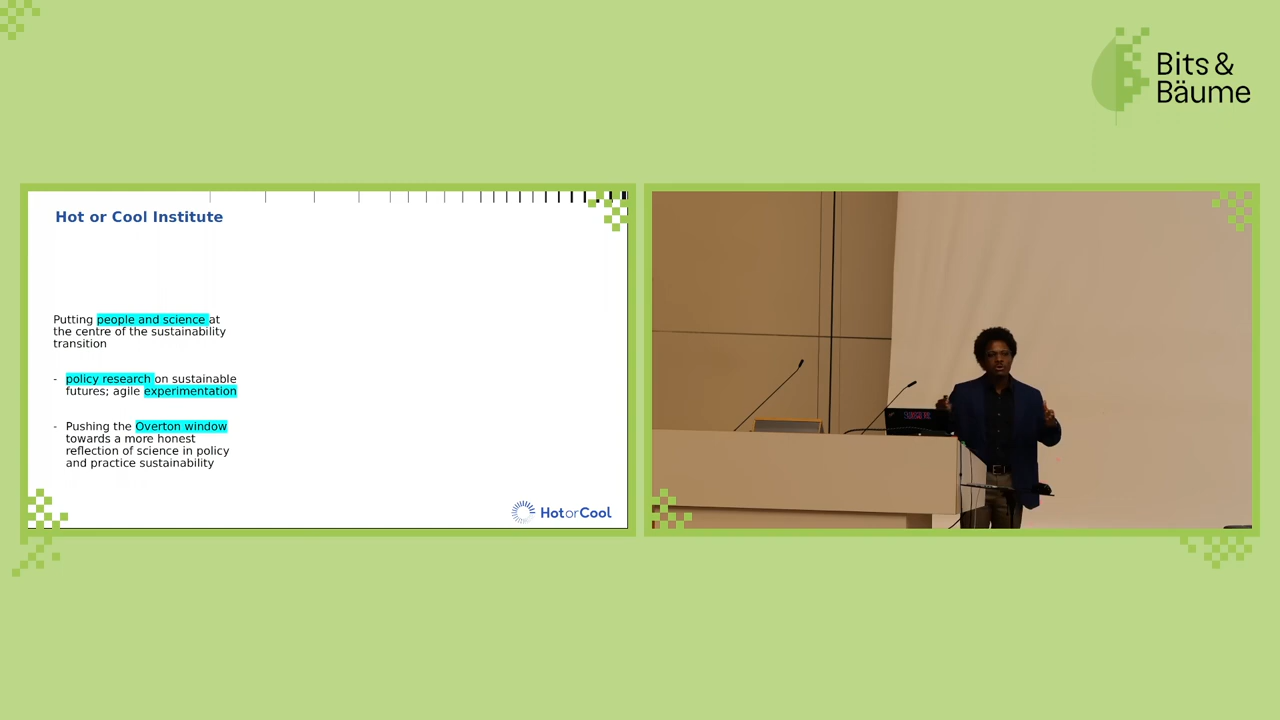 Bits &
Bäume
Hot or Cool Institute
Putting people and science at
the centre of the sustainability
transition
- policy research on sustainable
futures; agile experimentation
- Pushing the Overton window
towards a more honest
reflection of science in policy
and practice sustainability
HotorCool